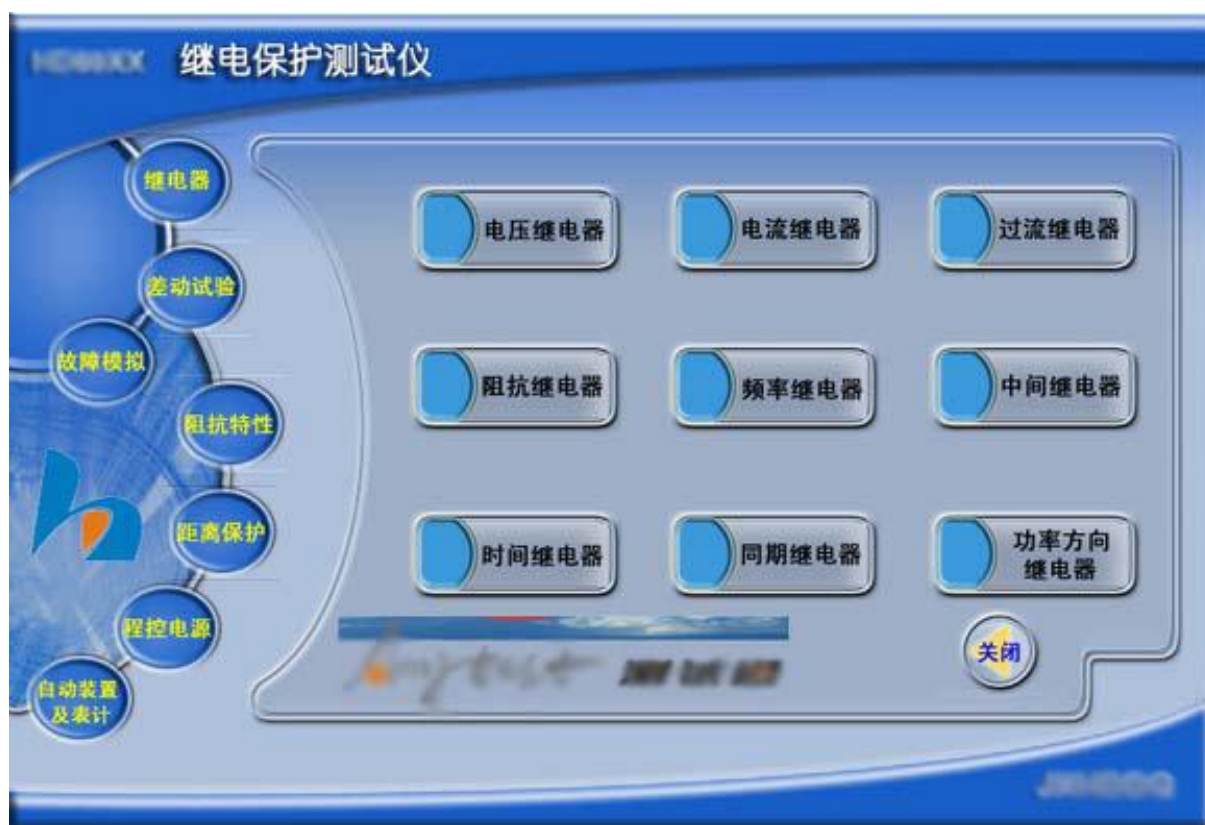 继电保护测试仪
继电器
差动试验
故障模拟
阻抗特性
距离保护
程控电源
自动装置
及表计
电压继电器
电流继电器
过流继电器
阻抗继电器
频率继电器
中间继电器
时间继电器
同期继电器
功率方向
继电器
关闭